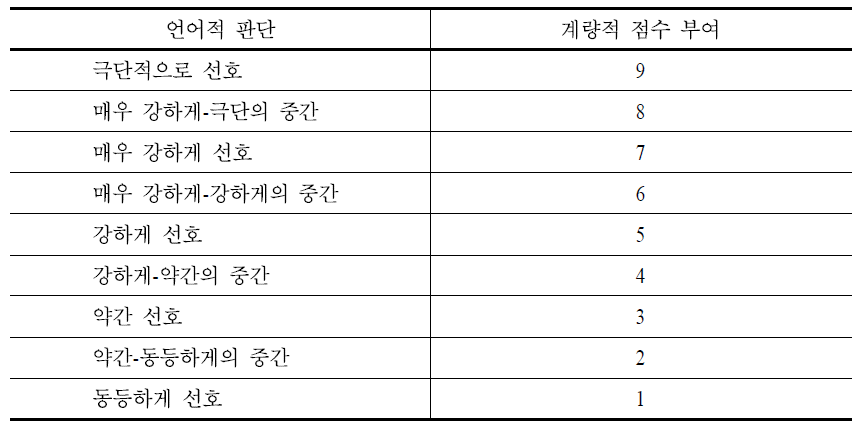 언어적 판단 계량적 점수 부여
극단적으로 선호 9
매우 강하게-극단의 중간 8
매우 강하게 선호 7
매우 강하게-강하게의 중간 6
강하게 선호 5
강하게-약간의 중간 4
약간 선호 3
약간-동등하게의 중간 2
동등하게 선호 1